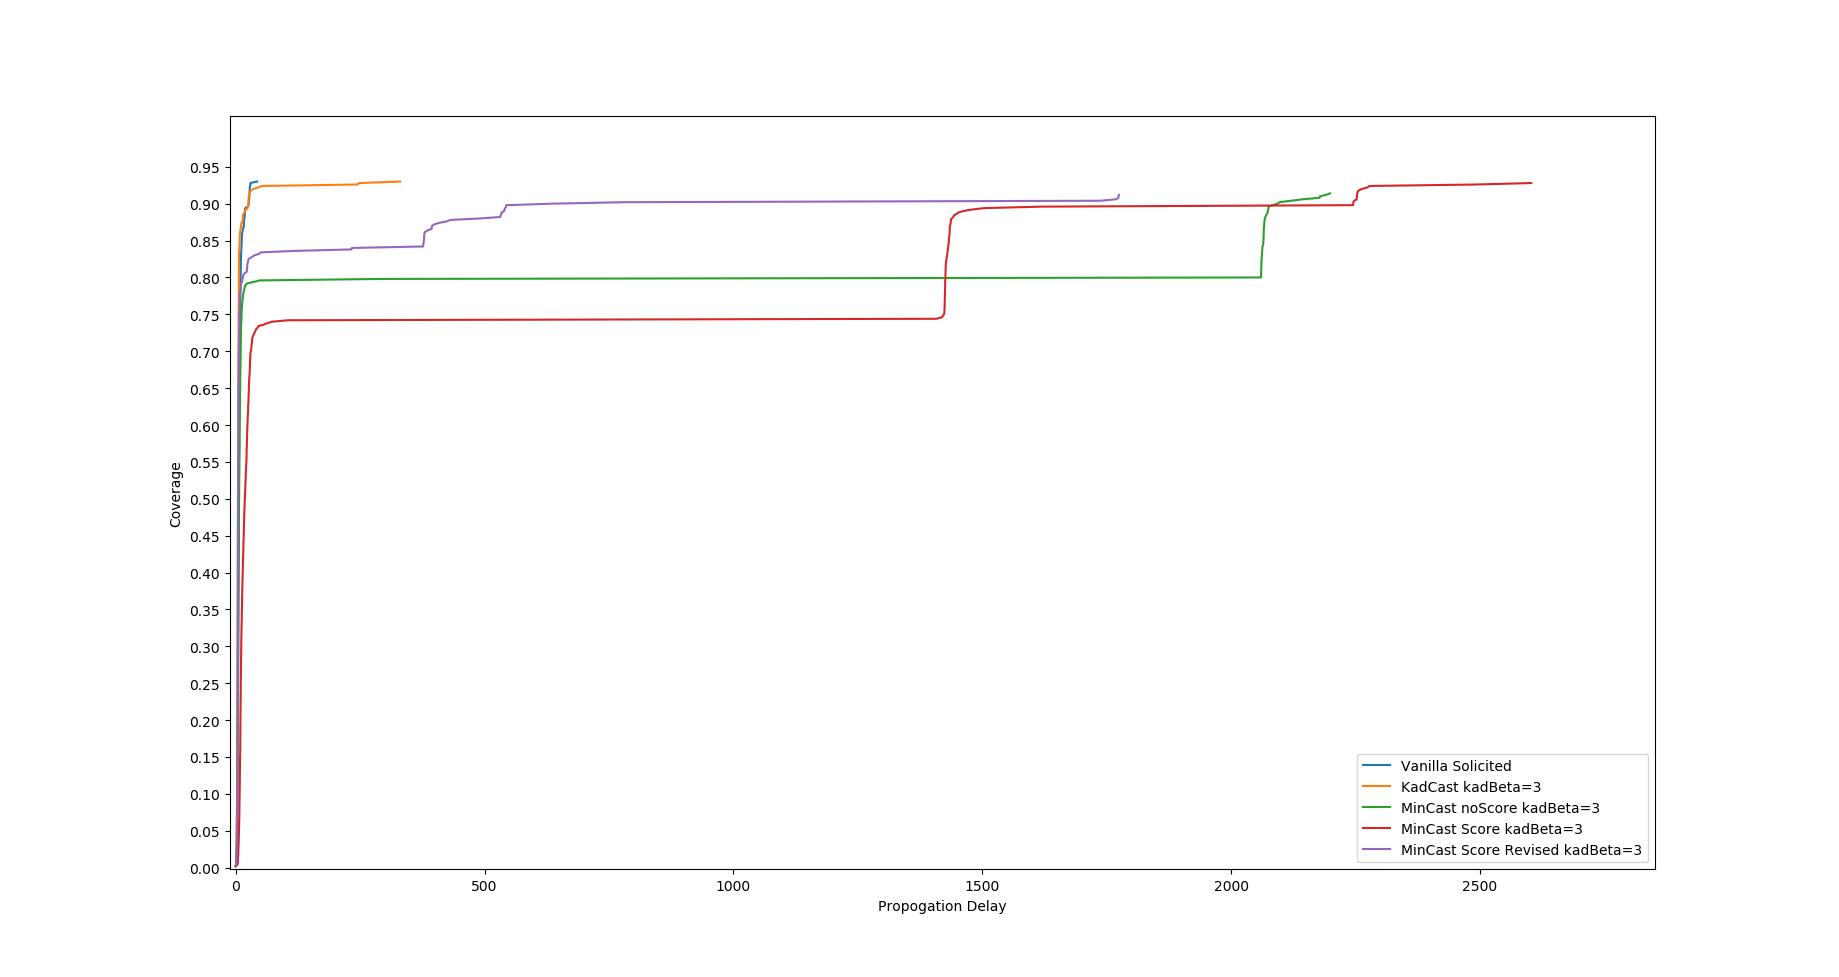 0.95
0.90
0.85
0.80
0.75
0.70
0.65
0.60
0.55
0.50
0.45
0.40
0.35
0.30
0.25
0.20
0.15
0.10
0.05
0.00
Coverage
0 500 1000 1500 2000 2500
Propogation Delay
Vanilla Solicited
KadCast kadBeta=3
MinCast noScore kadBeta=3
MinCast Score kadBeta=3
MinCast Score Revised kadBeta=3